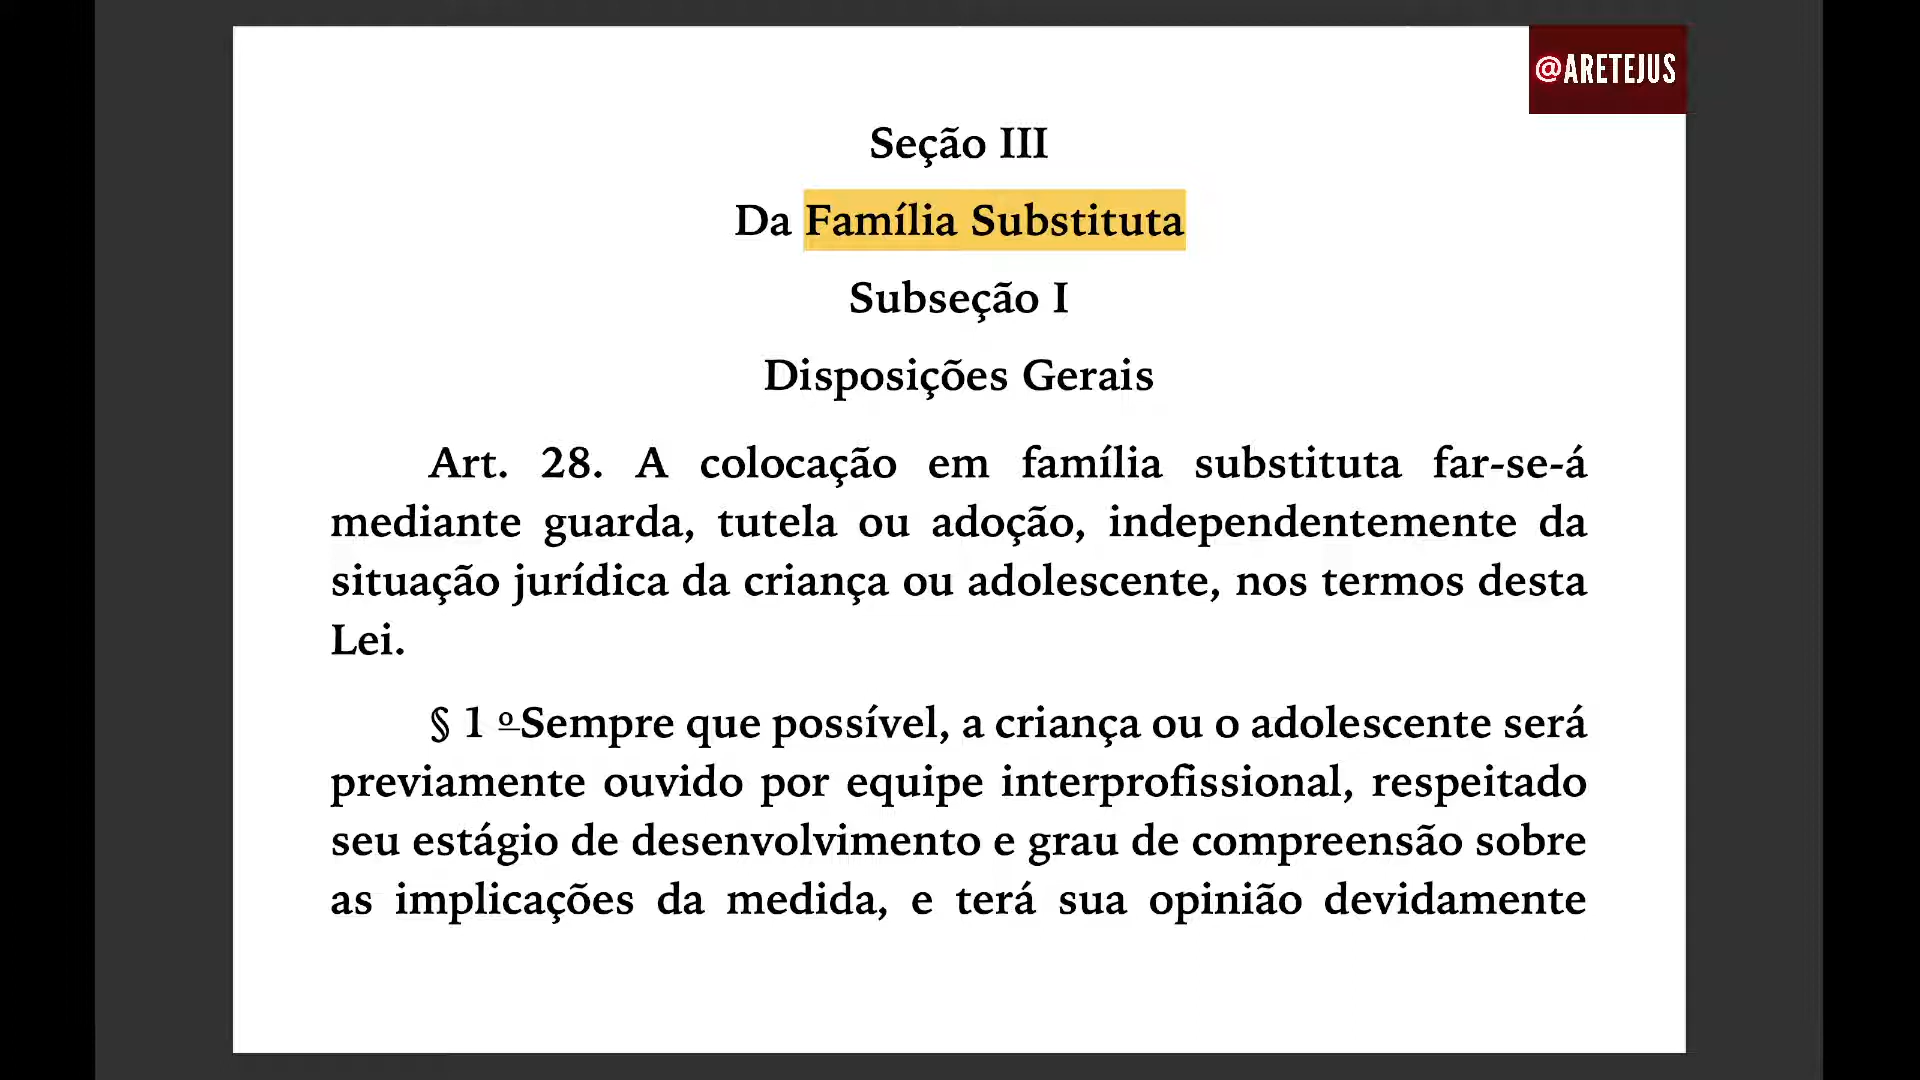 @ARETEJUS
Seção III
Da Família Substituta
Subseção I
Disposições Gerais
Art. 28. A colocação em família substituta far-se-á
mediante guarda, tutela ou adoção, independentemente da
situação jurídica da criança ou adolescente, nos termos desta
Lei.
§ 1 º Sempre que possível, a criança ou o adolescente será
previamente ouvido por equipe interprofissional, respeitado
seu estágio de desenvolvimento e grau de compreensão sobre
as implicações da medida, e terá sua opinião devidamente